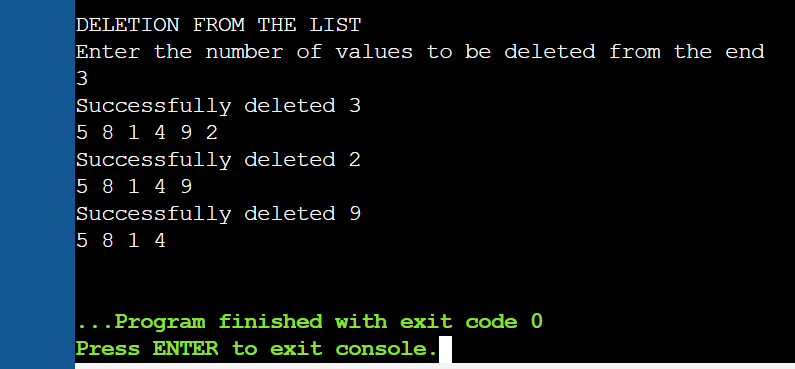 DELETION FROM THE LIST
Enter the number of values to be deleted from the end
3
Successfully deleted 3
5 8 1 4 9 2
Successfully deleted 2
5 8 1 4 9
Successfully deleted 9
5 8 1 4
...Program finished with exit code 0
Press ENTER to exit console.